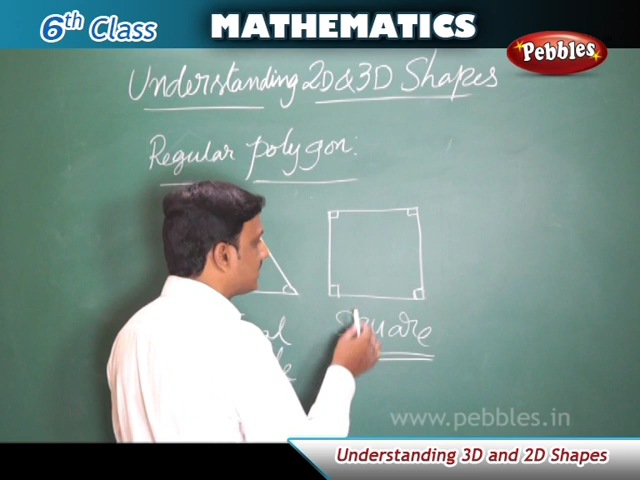 6th Class
MATHEMATICS
Pebbles
Understanding 2D & 3D Shapes
Regular polygon:
Square
www.pebbles.in
Understanding 3D and 2D Shapes